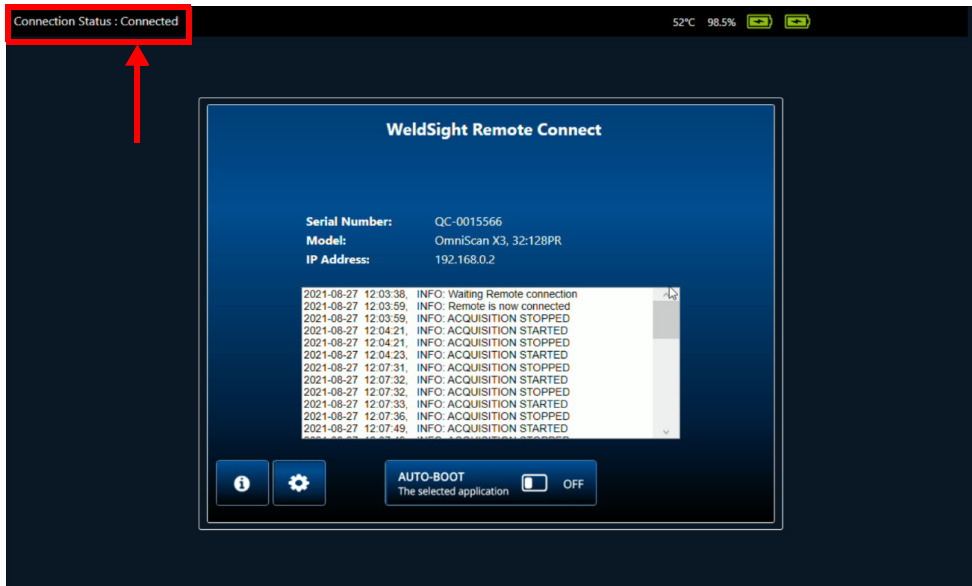 Connection Status : Connected
52°C 98.5%
WeldSight Remote Connect
Serial Number: QC-0015566
Model: OmniScan X3, 32:128PR
IP Address: 192.168.0.2
2021-08-27 12:03:38, INFO: Waiting Remote connection
2021-08-27 12:03:59, INFO: Remote is now connected
2021-08-27 12:03:59, INFO: ACQUISITION STOPPED
2021-08-27 12:04:21, INFO: ACQUISITION STARTED
2021-08-27 12:04:21, INFO: ACQUISITION STOPPED
2021-08-27 12:04:23, INFO: ACQUISITION STARTED
2021-08-27 12:07:31, INFO: ACQUISITION STOPPED
2021-08-27 12:07:32, INFO: ACQUISITION STARTED
2021-08-27 12:07:32, INFO: ACQUISITION STOPPED
2021-08-27 12:07:33, INFO: ACQUISITION STARTED
2021-08-27 12:07:36, INFO: ACQUISITION STOPPED
2021-08-27 12:07:49, INFO: ACQUISITION STARTED
AUTO-BOOT
The selected application
OFF